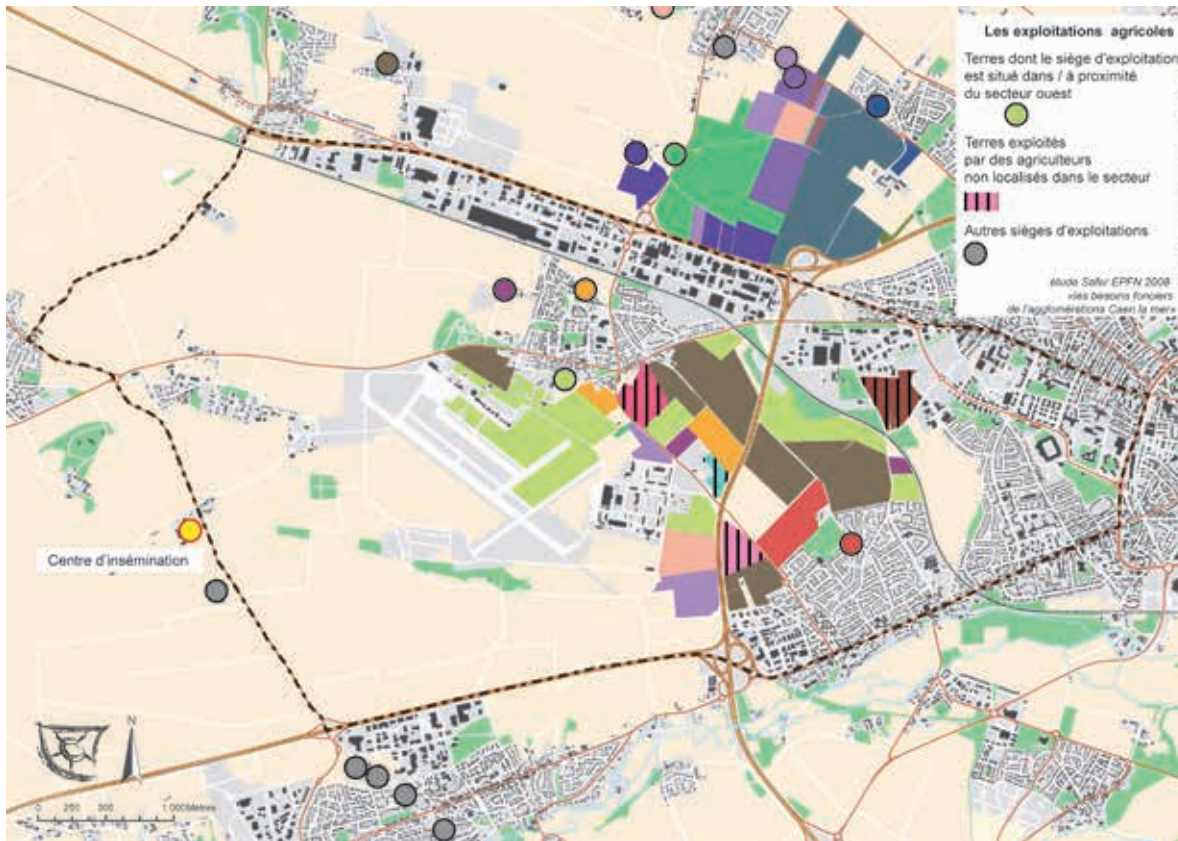 Les exploitations agricoles
Terres dont le siège d'exploitation
est situé dans / à proximité
du secteur ouest
Terres exploités
par des agriculteurs
non localisés dans le secteur
Autres sièges d'exploitations
étude Safer EPFN 2008
«les besoins fonciers
de l'agglomérations Caen la mer»
Centre d'insémination
N
0 250 500 1 000 Mètres